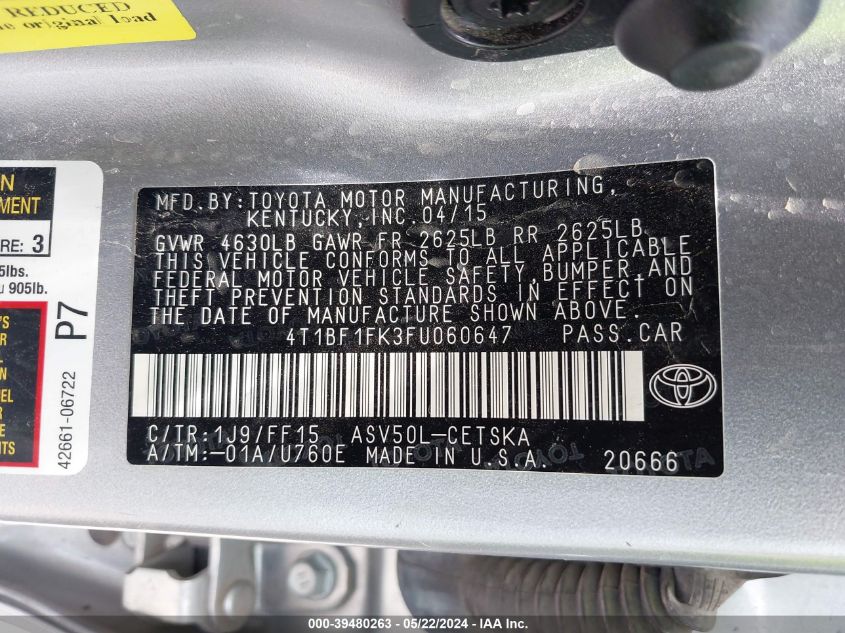 REDUCED
original load
N
MENT
RE: 3
5lbs.
905lb.
P7
42661-06722
MFD.BY:TOYOTA MOTOR MANUFACTURING,
KENTUCKY,INC.04/15
GVWR 4630LB GAWR FR 2625LB RR 2625LB
THIS VEHICLE CONFORMS TO ALL APPLICABLE
FEDERAL MOTOR VEHICLE SAFETY,BUMPER,AND
THEFT PREVENTION STANDARDS IN EFFECT ON
THE DATE OF MANUFACTURE SHOWN ABOVE.
4T1BF1FK3FU060647 PASS.CAR
C/TR:1J9/FF15 ASV50L-CETSKA
A/TM:-01A/U760E MADE IN U.S.A. 20666
000-39480263 - 05/22/2024 - IAA Inc.